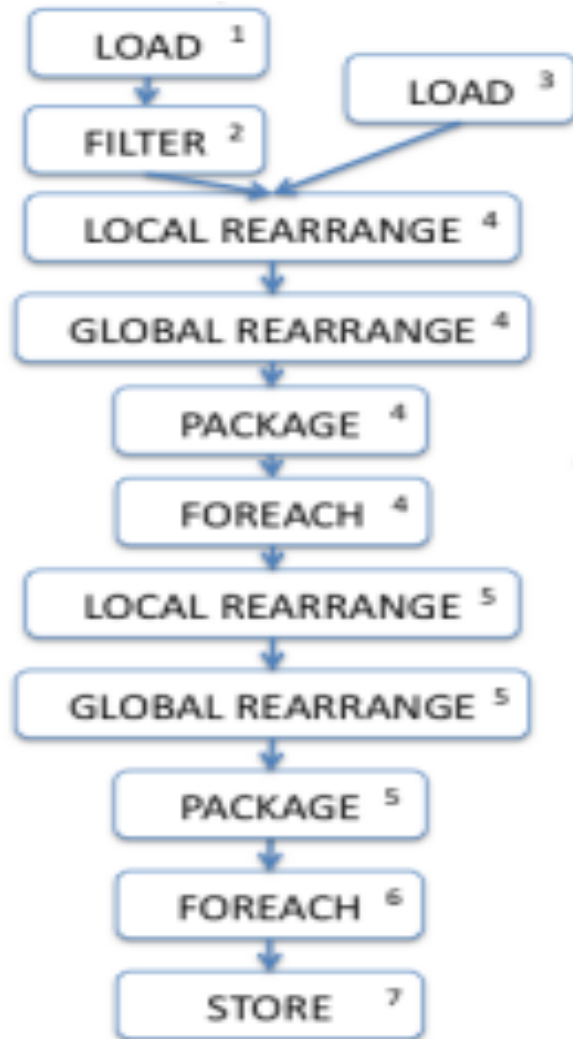 LOAD 1
LOAD 3
FILTER 2
LOCAL REARRANGE 4
GLOBAL REARRANGE 4
PACKAGE 4
FOREACH 4
LOCAL REARRANGE 5
GLOBAL REARRANGE 5
PACKAGE 5
FOREACH 6
STORE 7